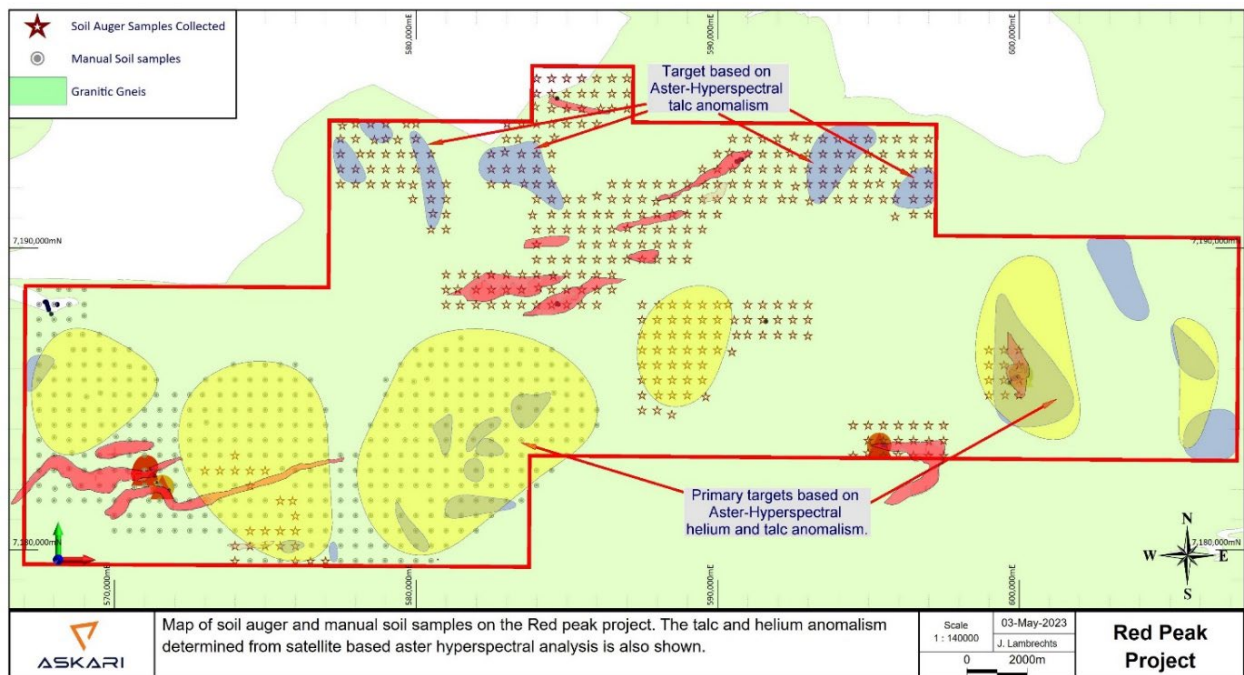 Soil Auger Samples Collected
Manual Soil samples
Granitic Gneis
580,000mE
590,000mE
600,000mE
Target based on
Aster-Hyperspectral
talc anomalism
7,190,000mN
7,190,000mN
Primary targets based on
Aster-Hyperspectral
helium and talc anomalism.
7,180,000mN
7,180,000mN
N
W
E
S
570,000mE
580,000mE
590,000mE
600,000mE
ASKARI
Map of soil auger and manual soil samples on the Red peak project. The talc and helium anomalism
determined from satellite based aster hyperspectral analysis is also shown.
Scale
1 : 140000
03-May-2023
J. Lambrechts
0 2000m
Red Peak
Project